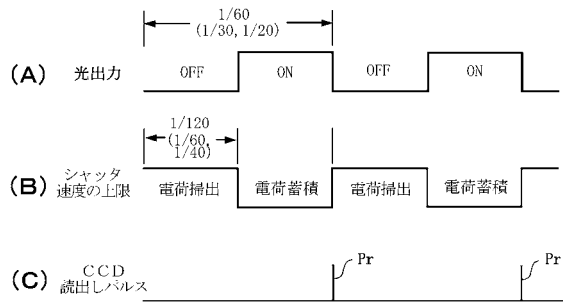 1/60
(1/30, 1/20)
(A) 光出力 OFF ON OFF ON
1/120
(1/60,
1/40)
(B) シャッタ
速度の上限
電荷掃出 電荷蓄積 電荷掃出 電荷蓄積
(C) CCD
読出しパルス
Pr Pr